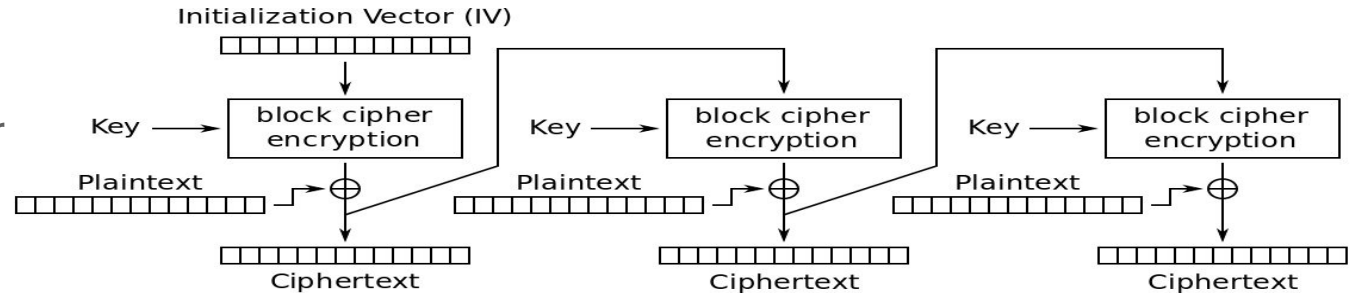 Initialization Vector (IV)
Key
block cipher
encryption
Plaintext
Ciphertext
Key
block cipher
encryption
Plaintext
Ciphertext
Key
block cipher
encryption
Plaintext
Ciphertext